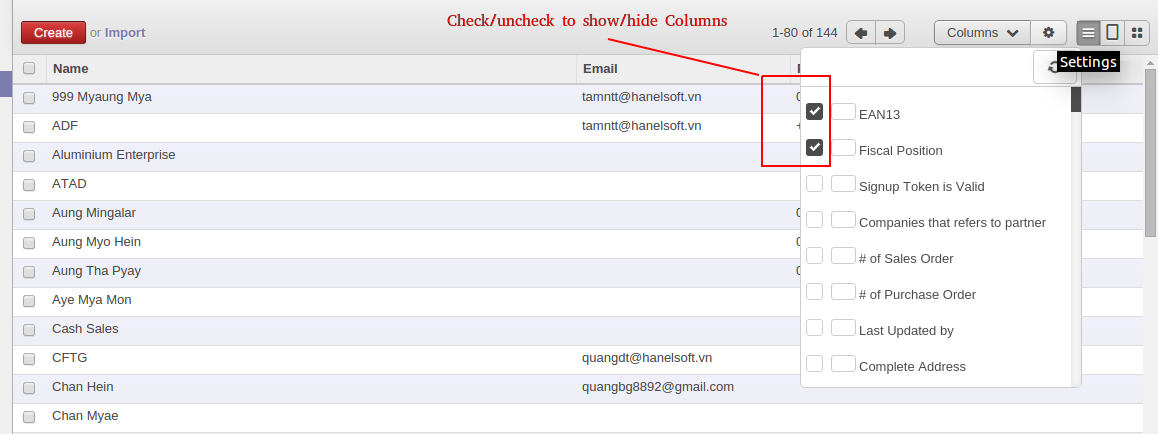 Check/uncheck to show/hide Columns
Create or Import
1-80 of 144
Columns
Settings
Name Email
999 Myaung Mya tamntt@hanelsoft.vn
EAN13
ADF tamntt@hanelsoft.vn +
Fiscal Position
Aluminium Enterprise
ATAD
Signup Token is Valid
Aung Mingalar
Companies that refers to partner
Aung Myo Hein
# of Sales Order
Aung Tha Pyay
# of Purchase Order
Aye Mya Mon
Cash Sales
Last Updated by
CFTG quangdt@hanelsoft.vn
Complete Address
Chan Hein quangbg8892@gmail.com
Chan Myae